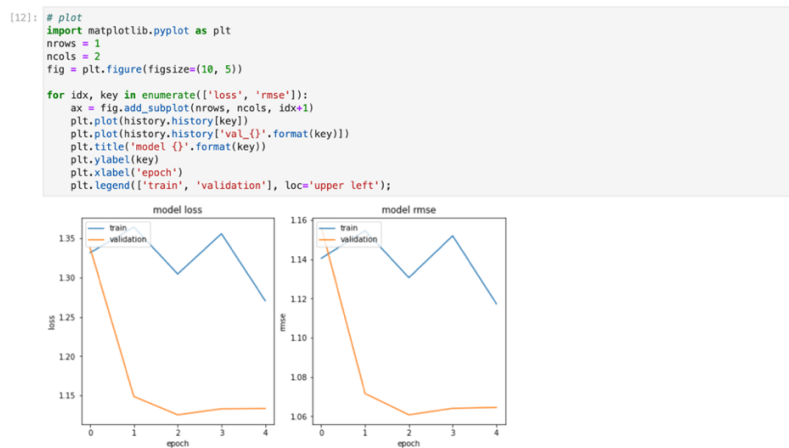 [12]: # plot
import matplotlib.pyplot as plt
nrows = 1
ncols = 2
fig = plt.figure(figsize=(10, 5))
for idx, key in enumerate(['loss', 'rmse']):
    ax = fig.add_subplot(nrows, ncols, idx+1)
    plt.plot(history.history[key])
    plt.plot(history.history['val_{}'.format(key)])
    plt.title('model {}'.format(key))
    plt.ylabel(key)
    plt.xlabel('epoch')
    plt.legend(['train', 'validation'], loc='upper left');
model loss
train
validation
1.35
1.30
1.25
1.20
1.15
loss
0 1 2 3 4
epoch
model rmse
train
validation
1.16
1.14
1.12
1.10
1.08
1.06
rmse
0 1 2 3 4
epoch